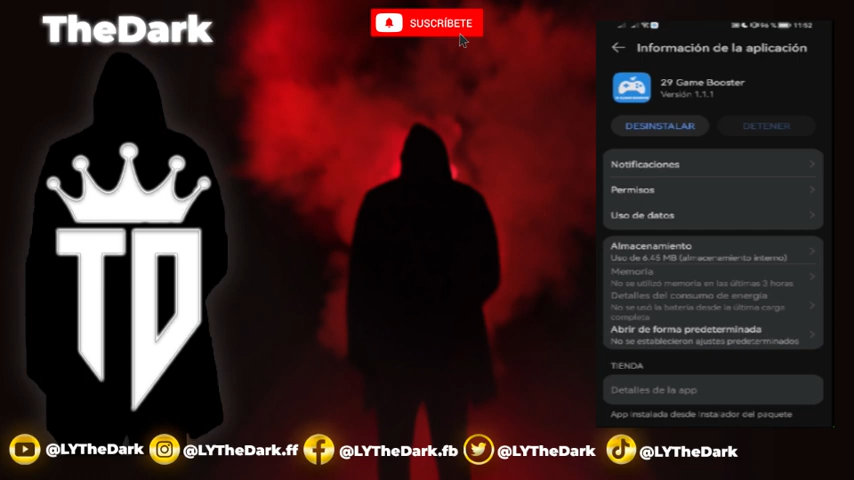 TheDark
SUSCRÍBETE
TD
11:52
Información de la aplicación
29 Game Booster
Versión 1.1.1
DESINSTALAR
DETENER
Notificaciones
Permisos
Uso de datos
Almacenamiento
Uso de 6.45 MB (almacenamiento interno)
Memoria
No se utilizó memoria en las últimas 3 horas
Detalles del consumo de energía
No se usó la batería desde la última carga
completa
Abrir de forma predeterminada
No se establecieron ajustes predeterminados
TIENDA
Detalles de la app
App instalada desde Instalador del paquete
@LYTheDark
@LYTheDark.ff
@LYTheDark.fb
@LYTheDark
@LYTheDark